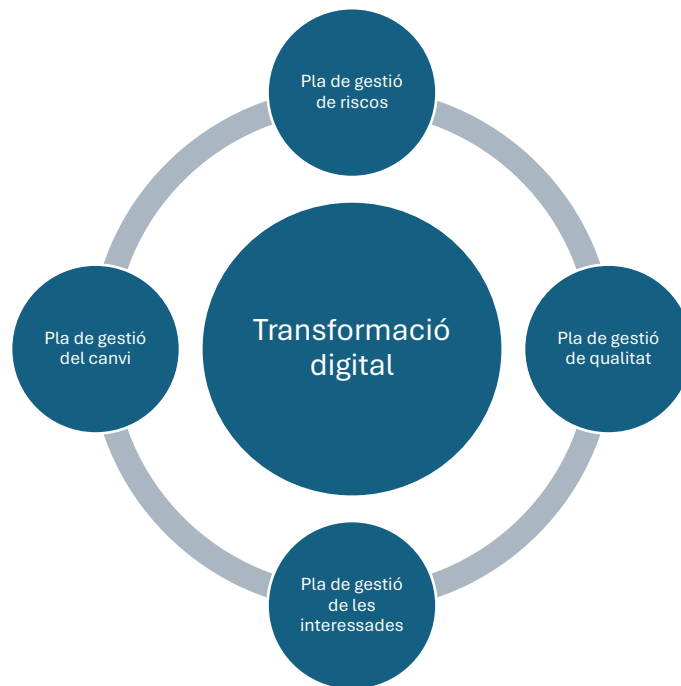 Pla de gestió
de riscos
Transformació
digital
Pla de gestió
del canvi
Pla de gestió
de qualitat
Pla de gestió
de les
interessades